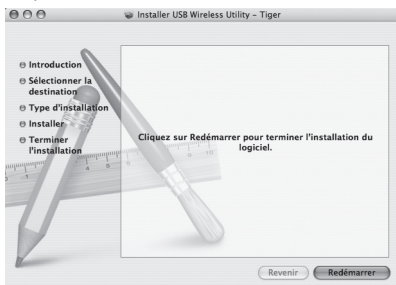 Installer USB Wireless Utility – Tiger
Introduction
Sélectionner la
destination
Type d'installation
Installer
Terminer
l'installation
Cliquez sur Redémarrer pour terminer l'installation du
logiciel.
Revenir
Redémarrer